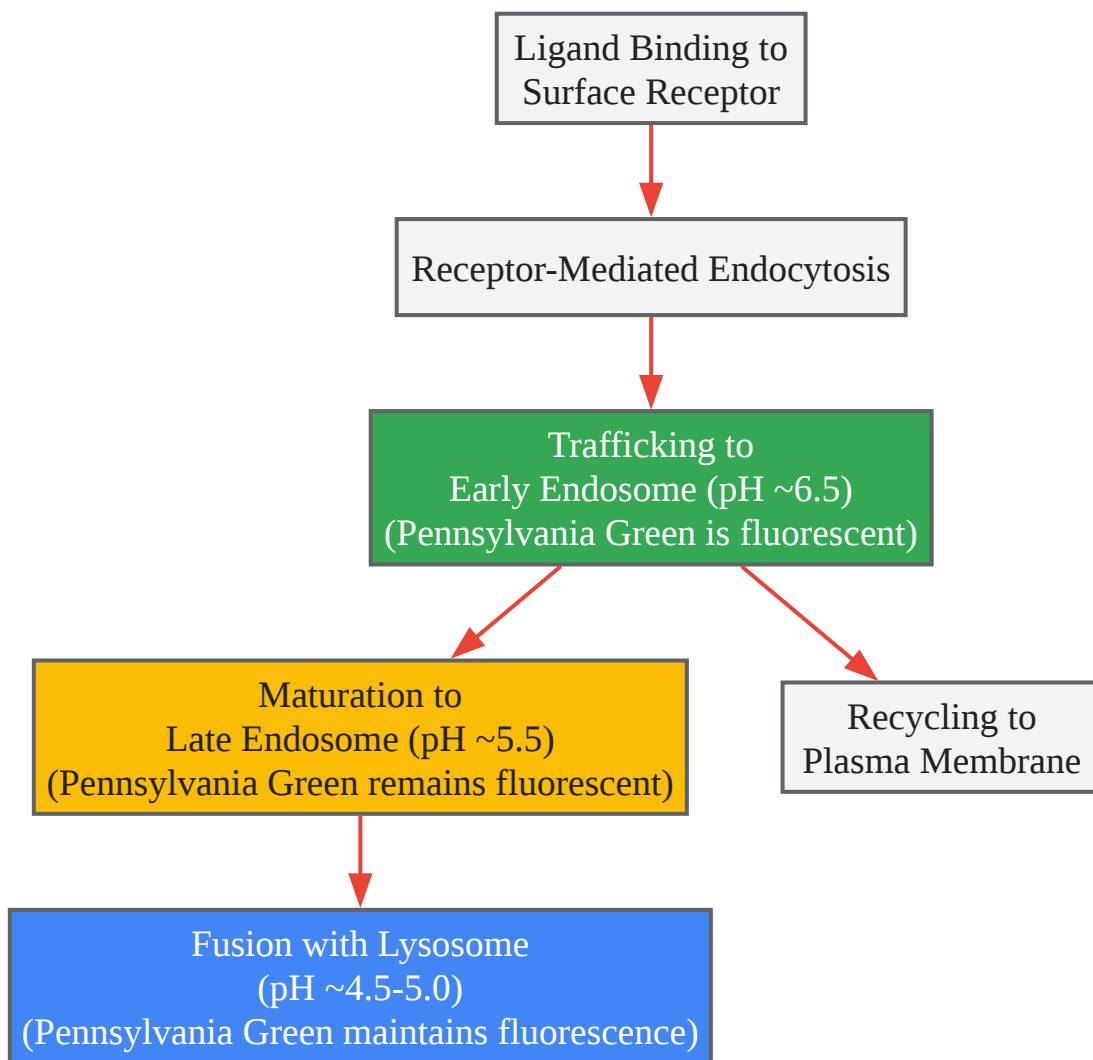 Ligand Binding to
Surface Receptor
Receptor-Mediated Endocytosis
Trafficking to
Early Endosome (pH ~6.5)
(Pennsylvania Green is fluorescent)
Maturation to
Late Endosome (pH ~5.5)
(Pennsylvania Green remains fluorescent)
Recycling to
Plasma Membrane
Fusion with Lysosome
(pH ~4.5-5.0)
(Pennsylvania Green maintains fluorescence)